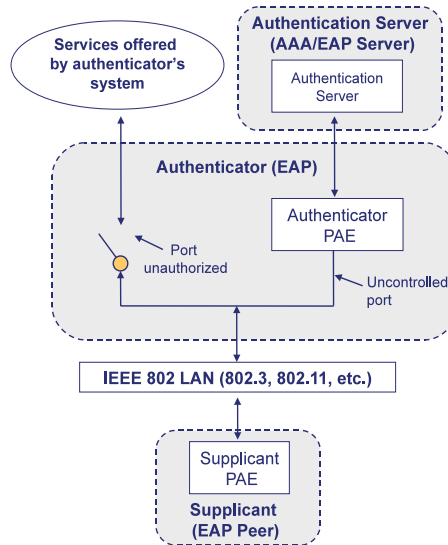 Services offered
by authenticator's
system
Authentication Server
(AAA/EAP Server)
Authentication
Server
Authenticator (EAP)
Authenticator
PAE
Port
unauthorized
Uncontrolled
port
IEEE 802 LAN (802.3, 802.11, etc.)
Supplicant
PAE
Supplicant
(EAP Peer)